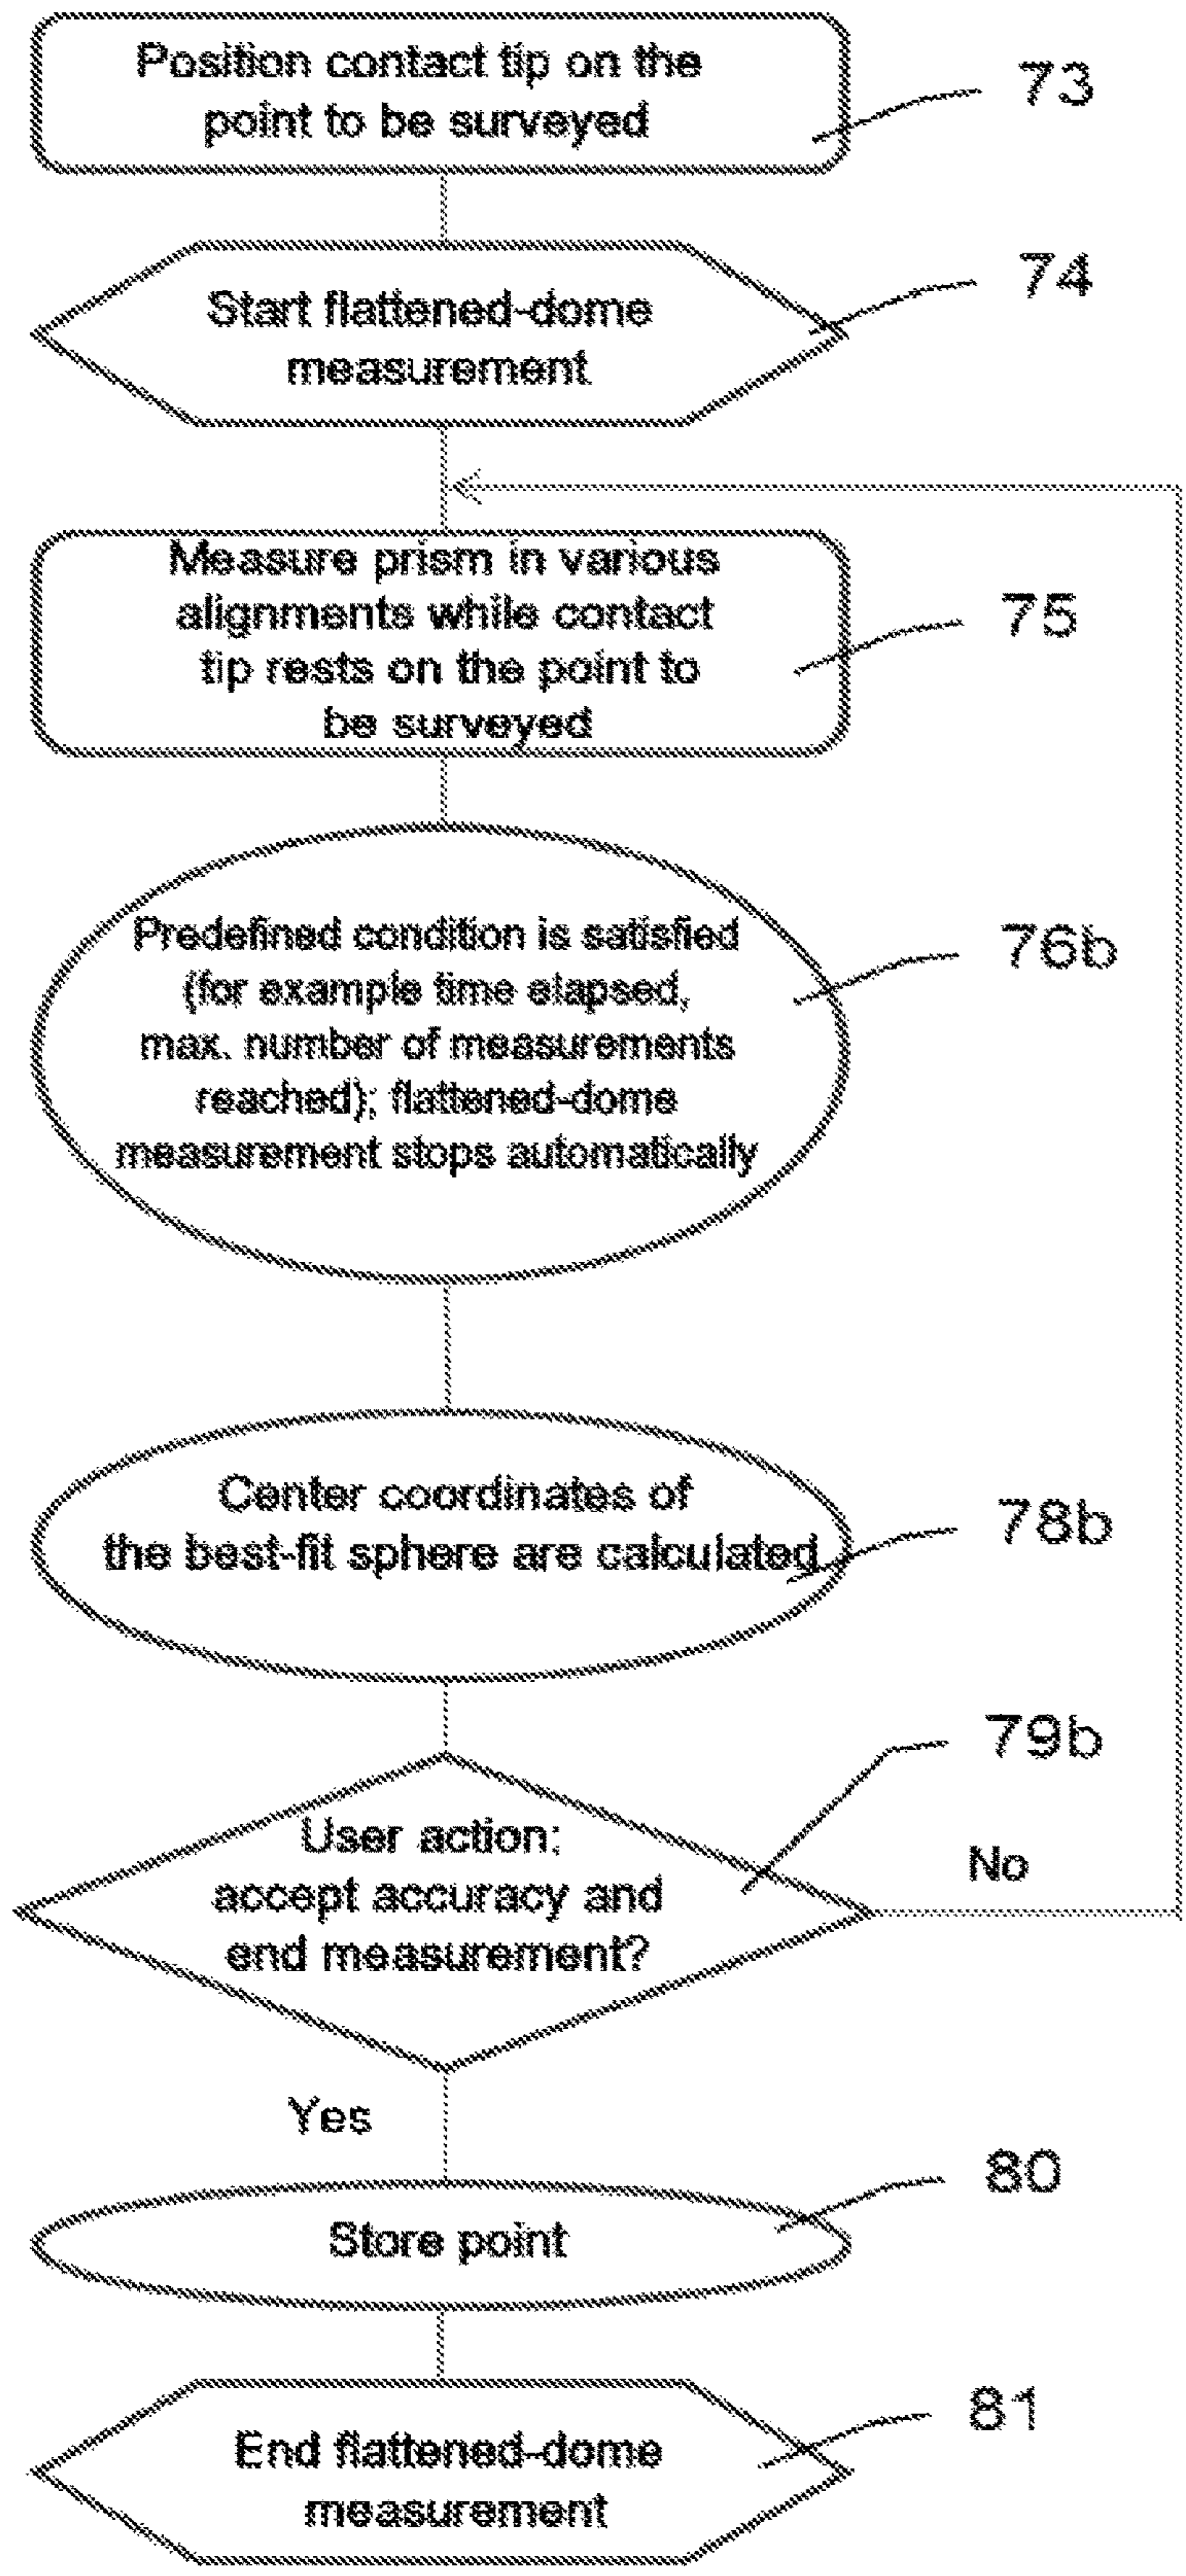 Position contact tip on the
point to be surveyed
73
Start flattened-dome
measurement
74
Measure prism in various
alignments while contact
tip rests on the point to
be surveyed
75
Predefined condition is satisfied
(for example time elapsed,
max. number of measurements
reached); flattened-dome
measurement stops automatically
76b
Center coordinates of
the best-fit sphere are calculated
78b
User action:
accept accuracy and
end measurement?
79b
No
Yes
Store point
80
End flattened-dome
measurement
81